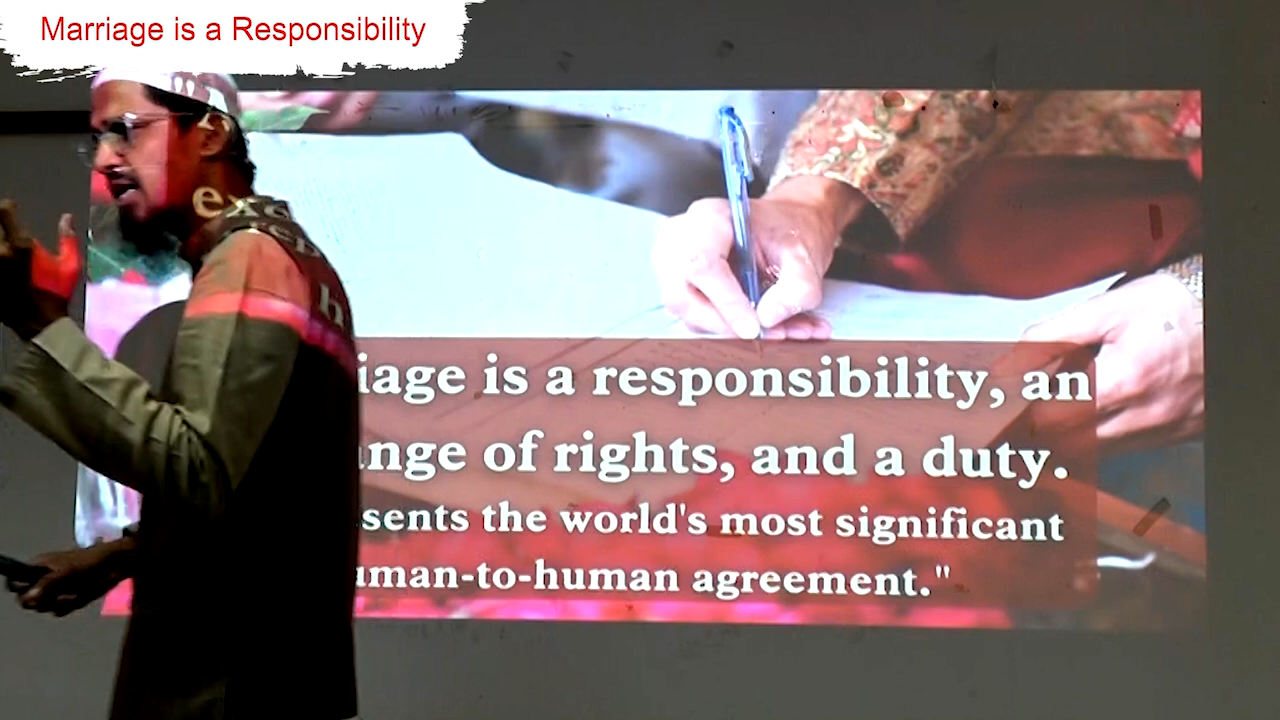 Marriage is a Responsibility
iage is a responsibility, an
nge of rights, and a duty.
sents the world's most significant
uman-to-human agreement."